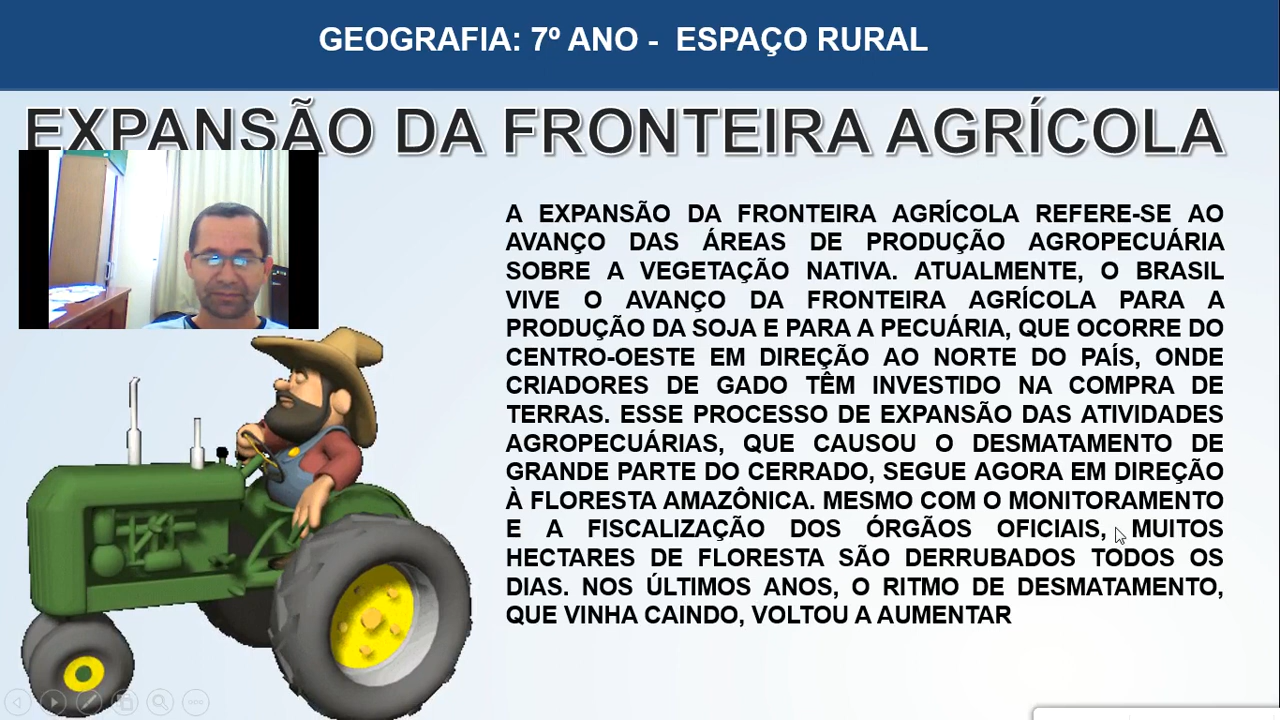 GEOGRAFIA: 7º ANO - ESPAÇO RURAL
EXPANSÃO DA FRONTEIRA AGRÍCOLA
A EXPANSÃO DA FRONTEIRA AGRÍCOLA REFERE-SE AO
AVANÇO DAS ÁREAS DE PRODUÇÃO AGROPECUÁRIA
SOBRE A VEGETAÇÃO NATIVA. ATUALMENTE, O BRASIL
VIVE O AVANÇO DA FRONTEIRA AGRÍCOLA PARA A
PRODUÇÃO DA SOJA E PARA A PECUÁRIA, QUE OCORRE DO
CENTRO-OESTE EM DIREÇÃO AO NORTE DO PAÍS, ONDE
CRIADORES DE GADO TÊM INVESTIDO NA COMPRA DE
TERRAS. ESSE PROCESSO DE EXPANSÃO DAS ATIVIDADES
AGROPECUÁRIAS, QUE CAUSOU O DESMATAMENTO DE
GRANDE PARTE DO CERRADO, SEGUE AGORA EM DIREÇÃO
À FLORESTA AMAZÔNICA. MESMO COM O MONITORAMENTO
E A FISCALIZAÇÃO DOS ÓRGÃOS OFICIAIS, MUITOS
HECTARES DE FLORESTA SÃO DERRUBADOS TODOS OS
DIAS. NOS ÚLTIMOS ANOS, O RITMO DE DESMATAMENTO,
QUE VINHA CAINDO, VOLTOU A AUMENTAR